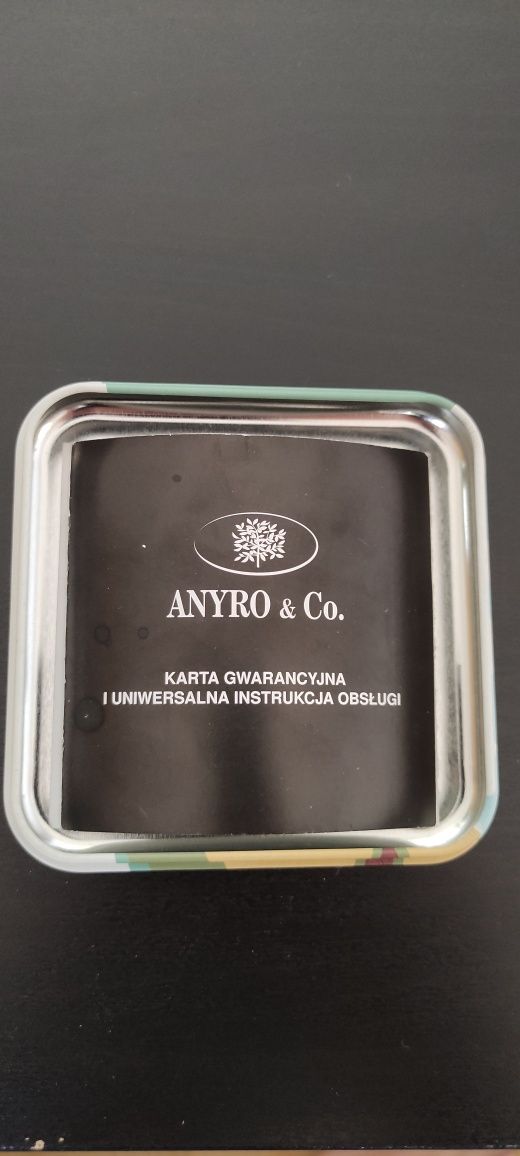 ANYRO & Co.
KARTA GWARANCYJNA
I UNIWERSALNA INSTRUKCJA OBSŁUGI